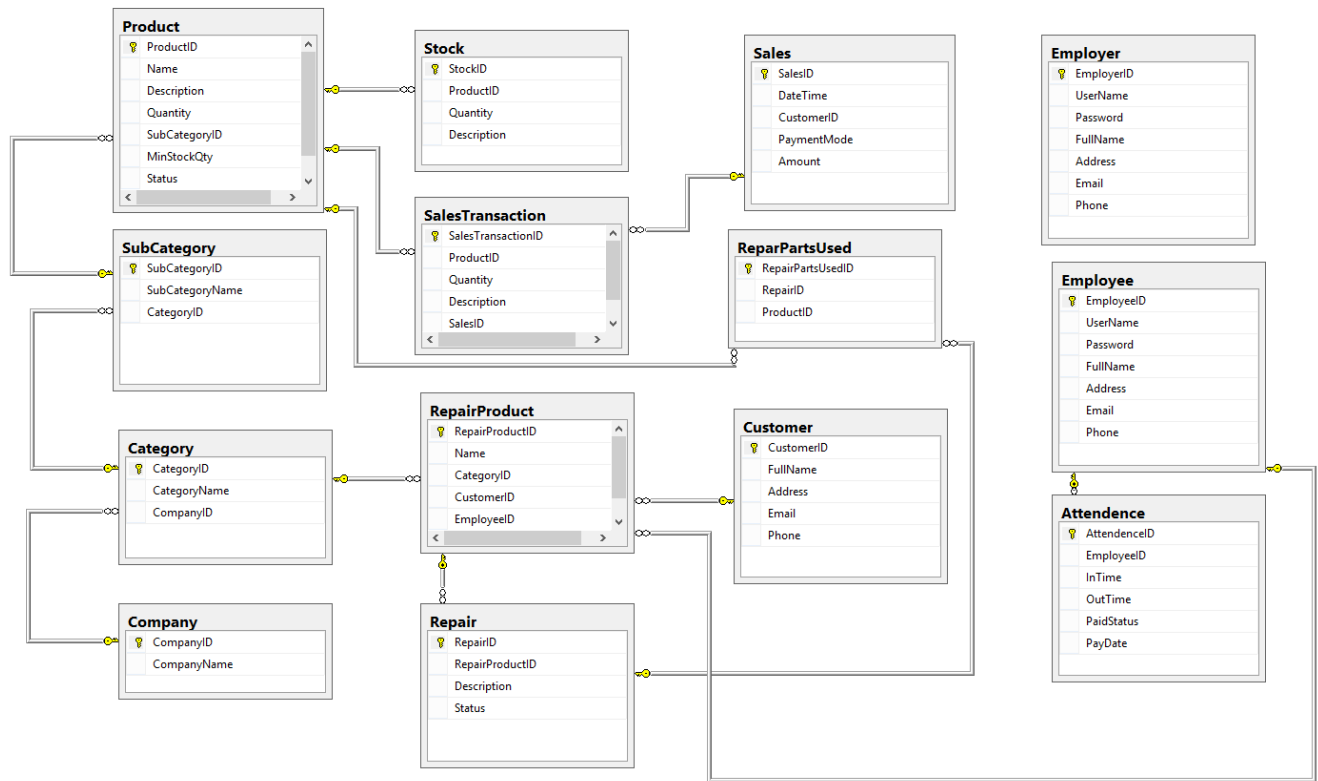 Product
ProductID
Name
Description
Quantity
SubCategoryID
MinStockQty
Status
Stock
StockID
ProductID
Quantity
Description
Sales
SalesID
DateTime
CustomerID
PaymentMode
Amount
Employer
EmployerID
UserName
Password
FullName
Address
Email
Phone
SubCategory
SubCategoryID
SubCategoryName
CategoryID
SalesTransaction
SalesTransactionID
ProductID
Quantity
Description
SalesID
ReparPartsUsed
RepairPartsUsedID
RepairID
ProductID
Employee
EmployeeID
UserName
Password
FullName
Address
Email
Phone
Category
CategoryID
CategoryName
CompanyID
RepairProduct
RepairProductID
Name
CategoryID
CustomerID
EmployeeID
Customer
CustomerID
FullName
Address
Email
Phone
Attendence
AttendenceID
EmployeeID
InTime
OutTime
PaidStatus
PayDate
Company
CompanyID
CompanyName
Repair
RepairID
RepairProductID
Description
Status